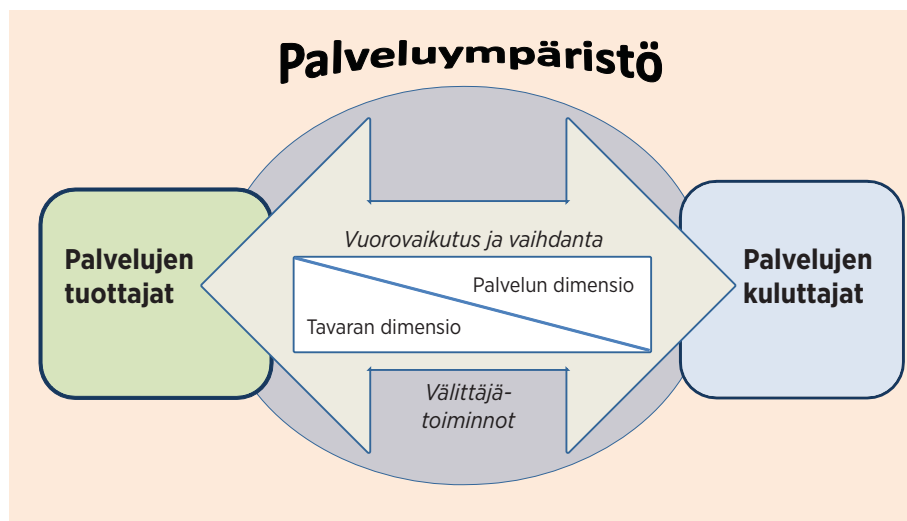 Palveluympäristö
Palvelujen
tuottajat
Vuorovaikutus ja vaihdanta
Palvelun dimensio
Tavaran dimensio
Välittäjä-
toiminnot
Palvelujen
kuluttajat